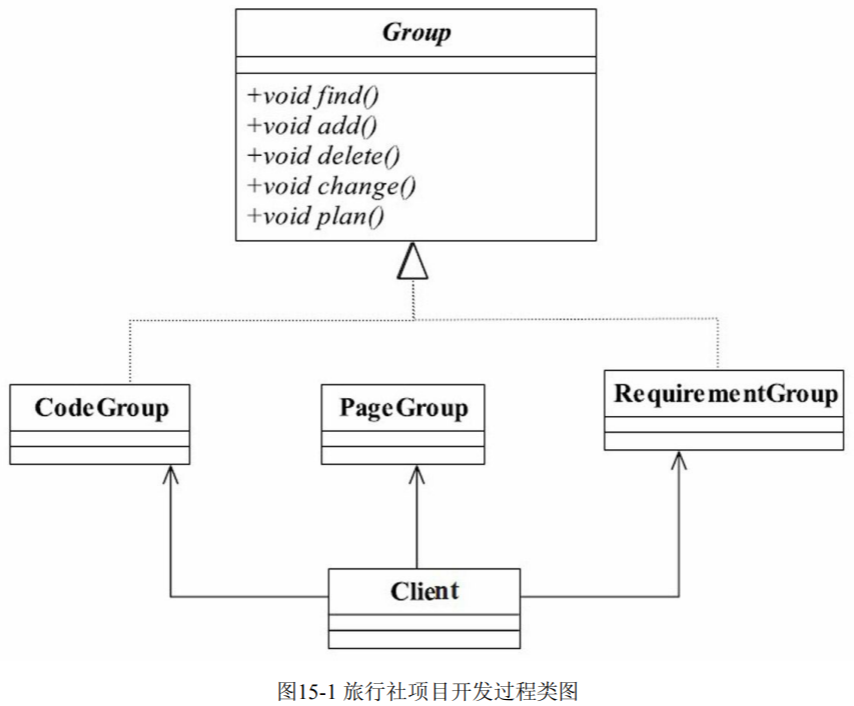 Group
+void find()
+void add()
+void delete()
+void change()
+void plan()
CodeGroup
PageGroup
RequirementGroup
Client
图15-1 旅行社项目开发过程类图